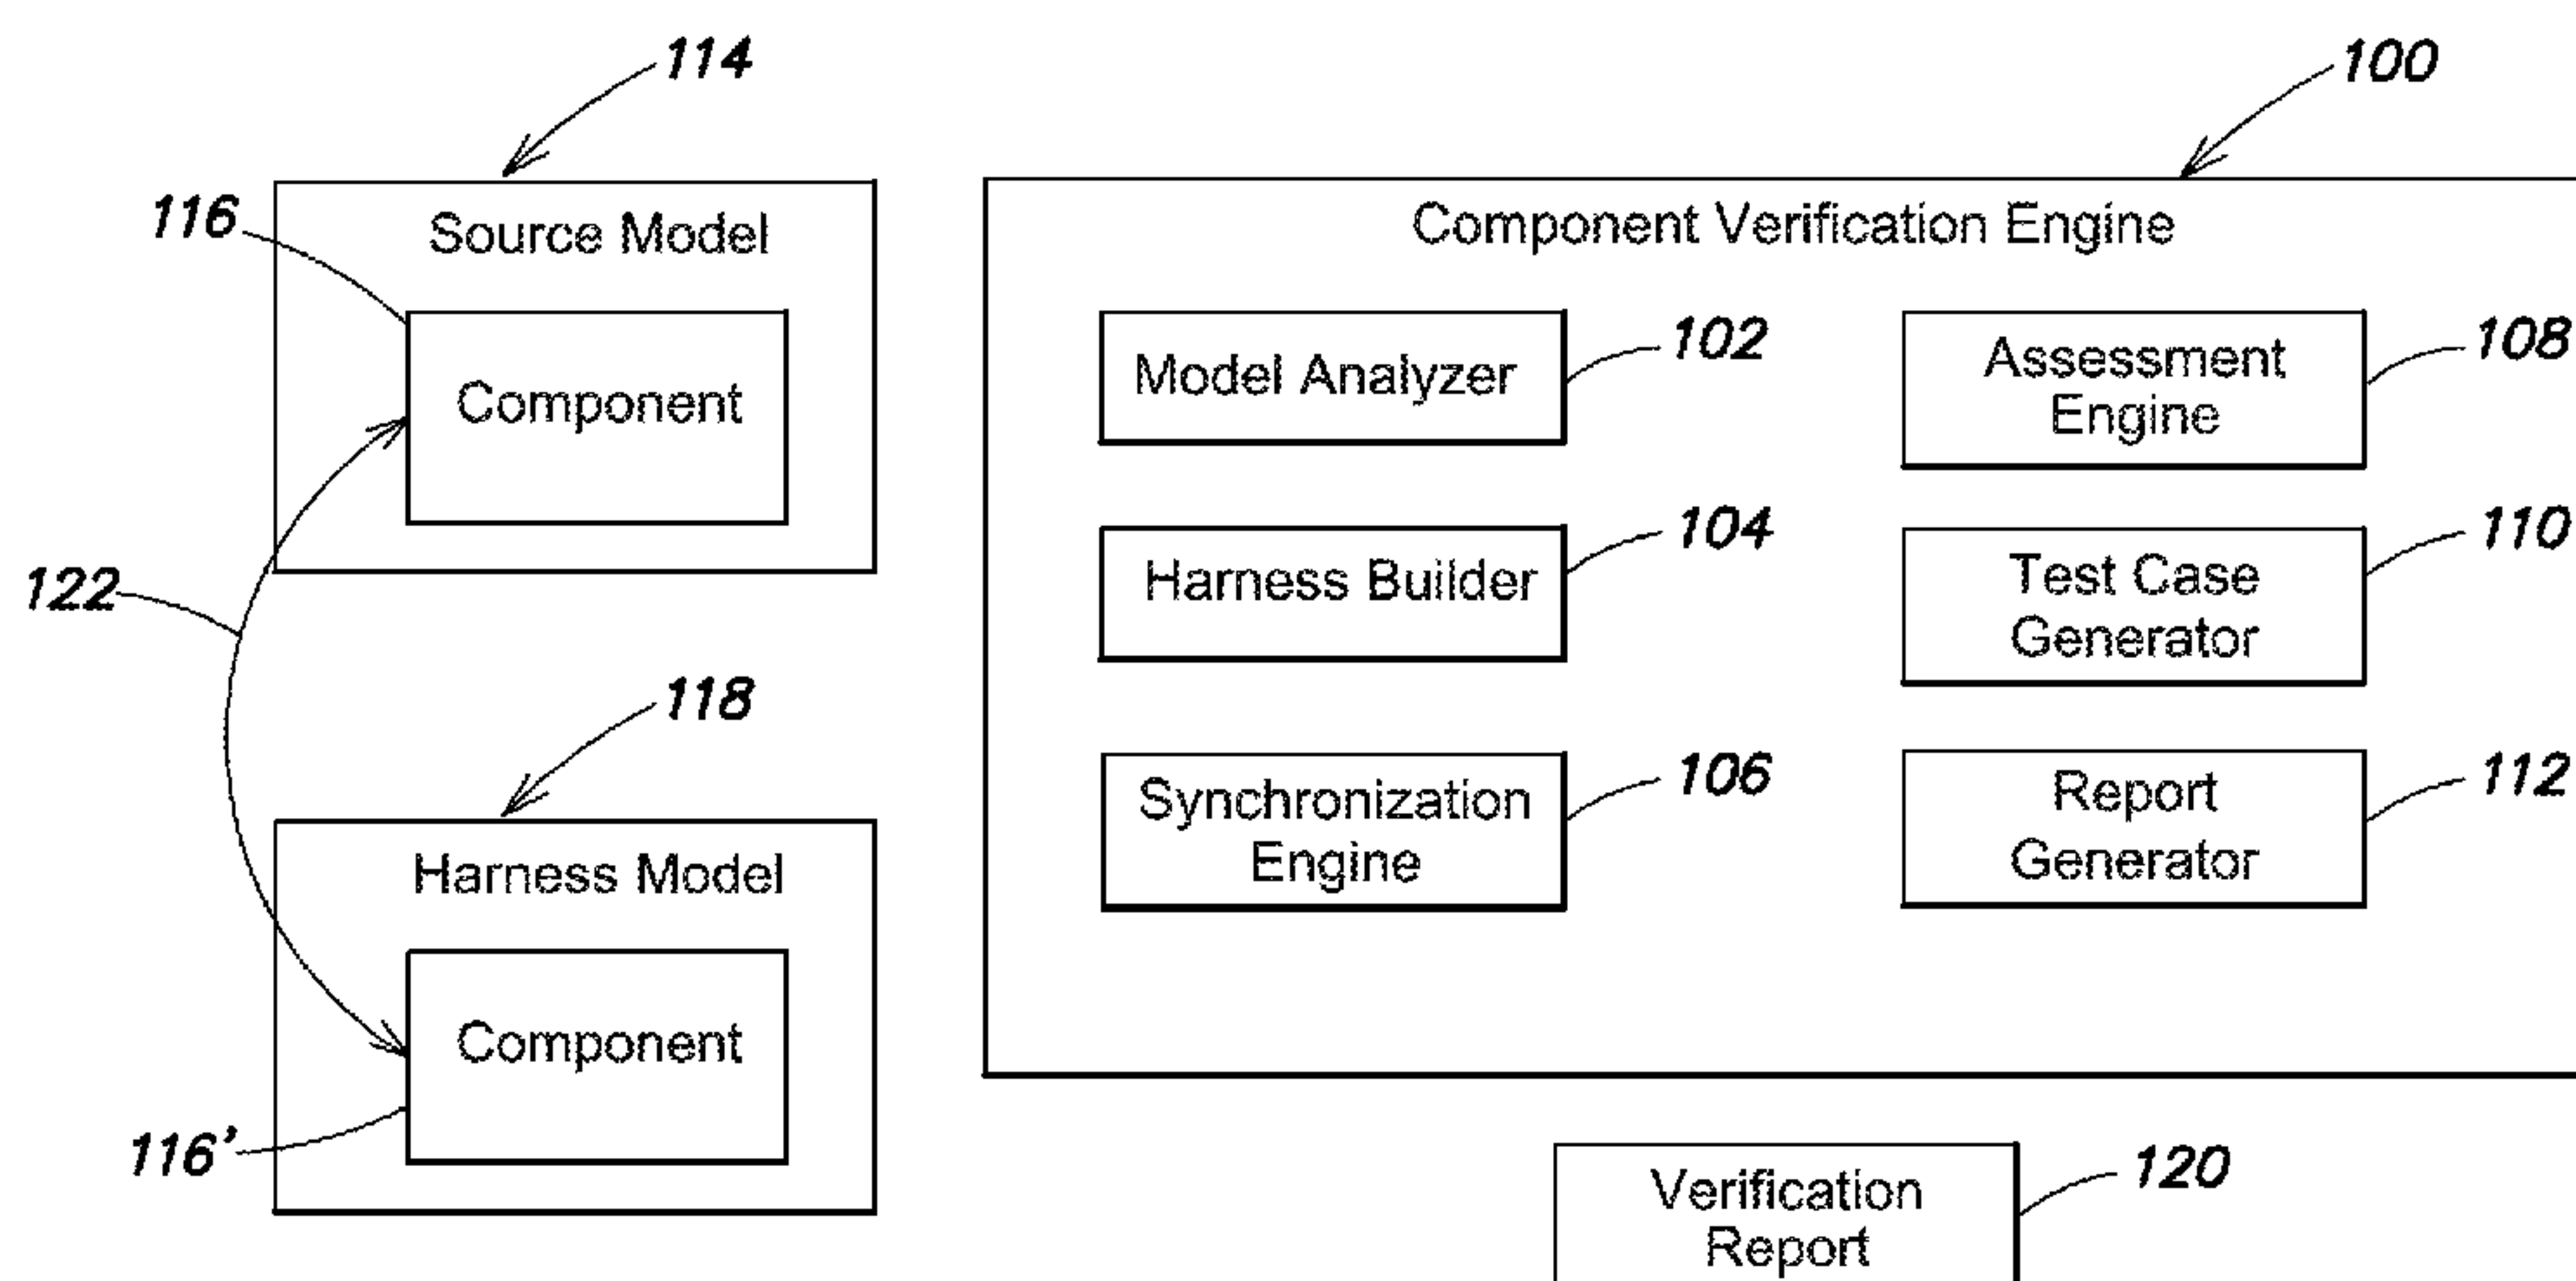 114
100
116
Source Model
Component
122
118
Harness Model
Component
116’
Component Verification Engine
Model Analyzer
102
Assessment
Engine
108
Harness Builder
104
Test Case
Generator
110
Synchronization
Engine
106
Report
Generator
112
Verification
Report
120